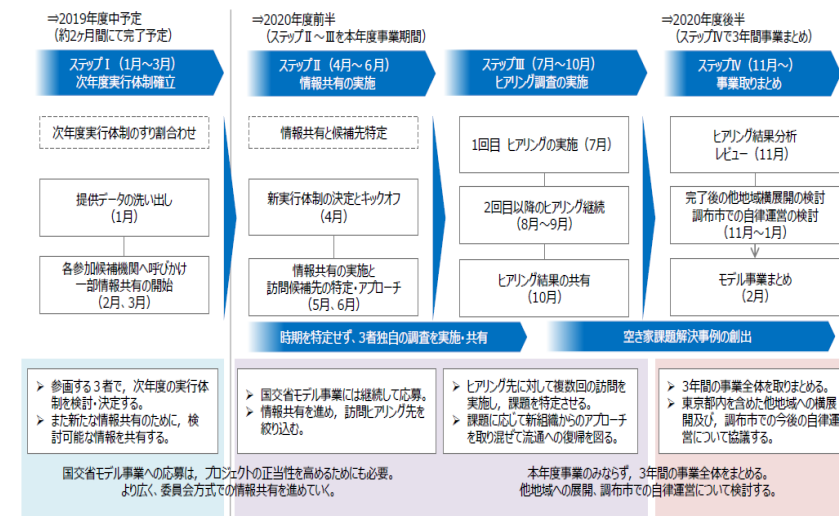 ⇒2019年度中予定
(約2ヶ月間にて完了予定)
⇒2020年度前半
(ステップⅡ～Ⅲを本年度事業期間)
⇒2020年度後半
(ステップⅣで3年間事業まとめ)
ステップⅠ(1月～3月)
次年度実行体制確立
ステップⅡ(4月～6月)
情報共有の実施
ステップⅢ(7月～10月)
ヒアリング調査の実施
ステップⅣ(11月～)
事業取りまとめ
次年度実行体制のすり割合わせ
提供データの洗い出し
(1月)
各参加候補機関へ呼びかけ
一部情報共有の開始
(2月、3月)
情報共有と候補先特定
新実行体制の決定とキックオフ
(4月)
情報共有の実施と
訪問候補先の特定・アプローチ
(5月、6月)
1回目 ヒアリングの実施(7月)
2回目以降のヒアリング継続
(8月～9月)
ヒアリング結果の共有
(10月)
ヒアリング結果分析
レビュー(11月)
完了後の他地域横展開の検討
調布市での自律運営の検討
(11月～1月)
モデル事業まとめ
(2月)
時期を特定せず、3者独自の調査を実施・共有
空き家課題解決事例の創出
➢ 参画する3者で、次年度の実行体
制を検討・決定する。
➢ また新たな情報共有のために、検
討可能な情報を共有する。
➢ 国交省モデル事業には継続して応募。
➢ 情報共有を進め、訪問ヒアリング先を
絞り込む。
➢ ヒアリング先に対して複数回の訪問を
実施し、課題を特定させる。
➢ 課題に応じて新組織からのアプローチ
を取り混ぜて流通への復帰を図る。
➢ 3年間の事業全体を取りまとめる。
➢ 東京都内を含めた他地域への横展
開及び、調布市での今後の自律運
営について協議する。
国交省モデル事業への応募は、プロジェクトの正当性を高めるためにも必要。
より広く、委員会方式での情報共有を進めていく。
本年度事業のみならず、3年間の事業全体をまとめる。
他地域への展開、調布市での自律運営について検討する。